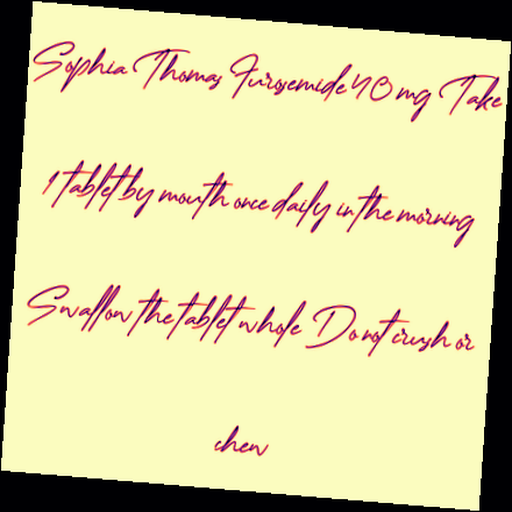 Sophia Thomas Furosemide 40 mg Take
1 tablet by mouth once daily in the morning
Swallow the tablet whole Do not crush or
chew